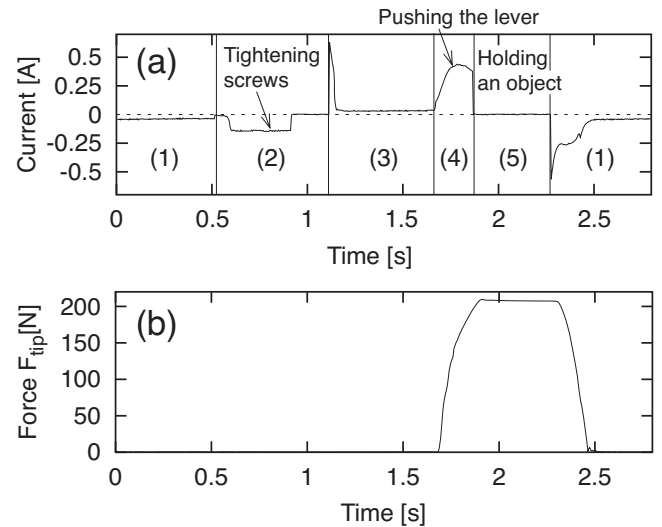 Pushing the lever
(a)
Tightening
screws
Holding
an object
0.5
0.25
0
-0.25
-0.5
Current [A]
(1)
(2)
(3)
(4)
(5)
(1)
0
0.5
1
1.5
2
2.5
Time [s]
(b)
200
150
100
50
0
Force F_tip[N]
0
0.5
1
1.5
2
2.5
Time [s]